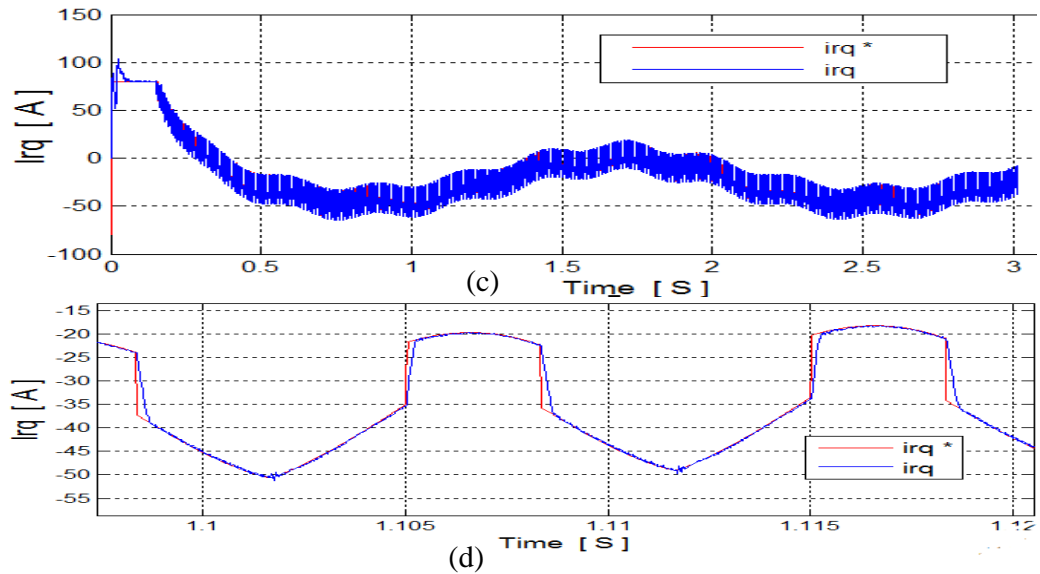 150
100
50
0
-50
-100
Irq [ A ]
irq *
irq
0 0.5 1 1.5 2 2.5 3
(c)
Time [ S ]
-15
-20
-25
-30
-35
-40
-45
-50
-55
Irq [ A ]
irq *
irq
1.1 1.105 1.111 1.115 1.12
Time [ S ]
(d)